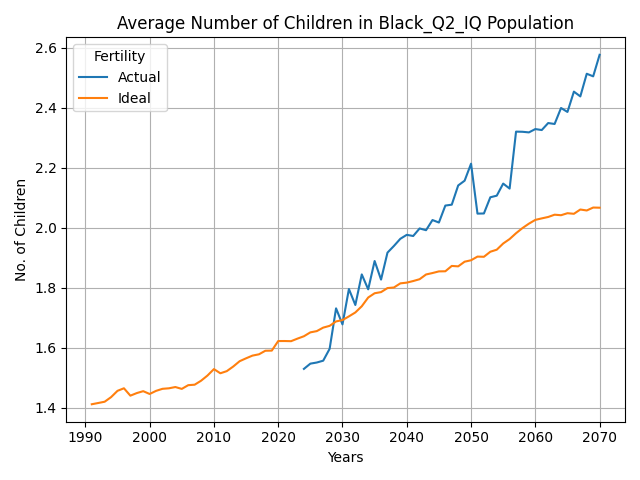 Average Number of Children in Black_Q2_IQ Population
Fertility
Actual
Ideal
No. of Children
2.6
2.4
2.2
2.0
1.8
1.6
1.4
1990 2000 2010 2020 2030 2040 2050 2060 2070
Years